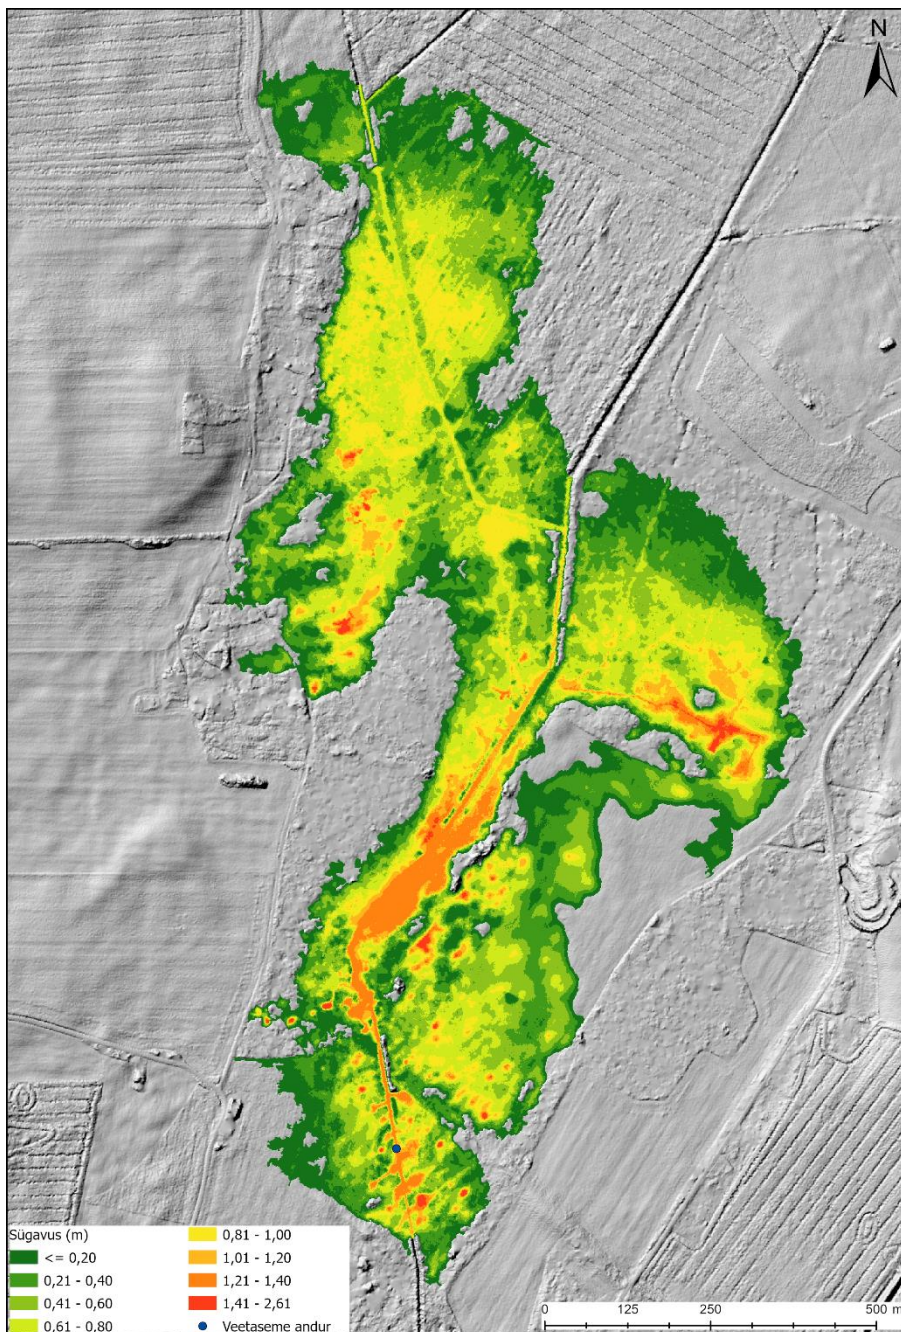 N
Sügavus (m)
<= 0,20
0,21 - 0,40
0,41 - 0,60
0,61 - 0,80
0,81 - 1,00
1,01 - 1,20
1,21 - 1,40
1,41 - 2,61
Veetaseme andur
0 125 250 500 m